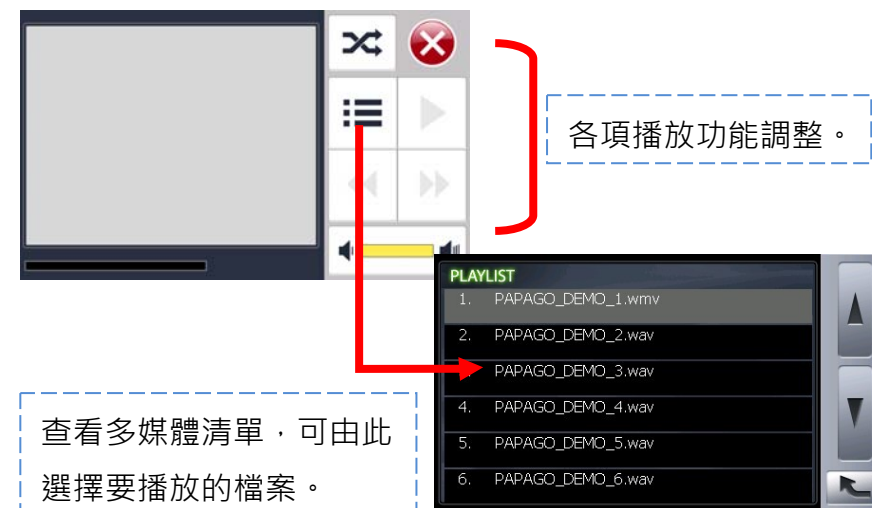 各項播放功能調整。
PLAYLIST
1. PAPAGO_DEMO_1.wmv
2. PAPAGO_DEMO_2.wav
PAPAGO_DEMO_3.wav
4. PAPAGO_DEMO_4.wav
5. PAPAGO_DEMO_5.wav
6. PAPAGO_DEMO_6.wav
查看多媒體清單，可由此
選擇要播放的檔案。